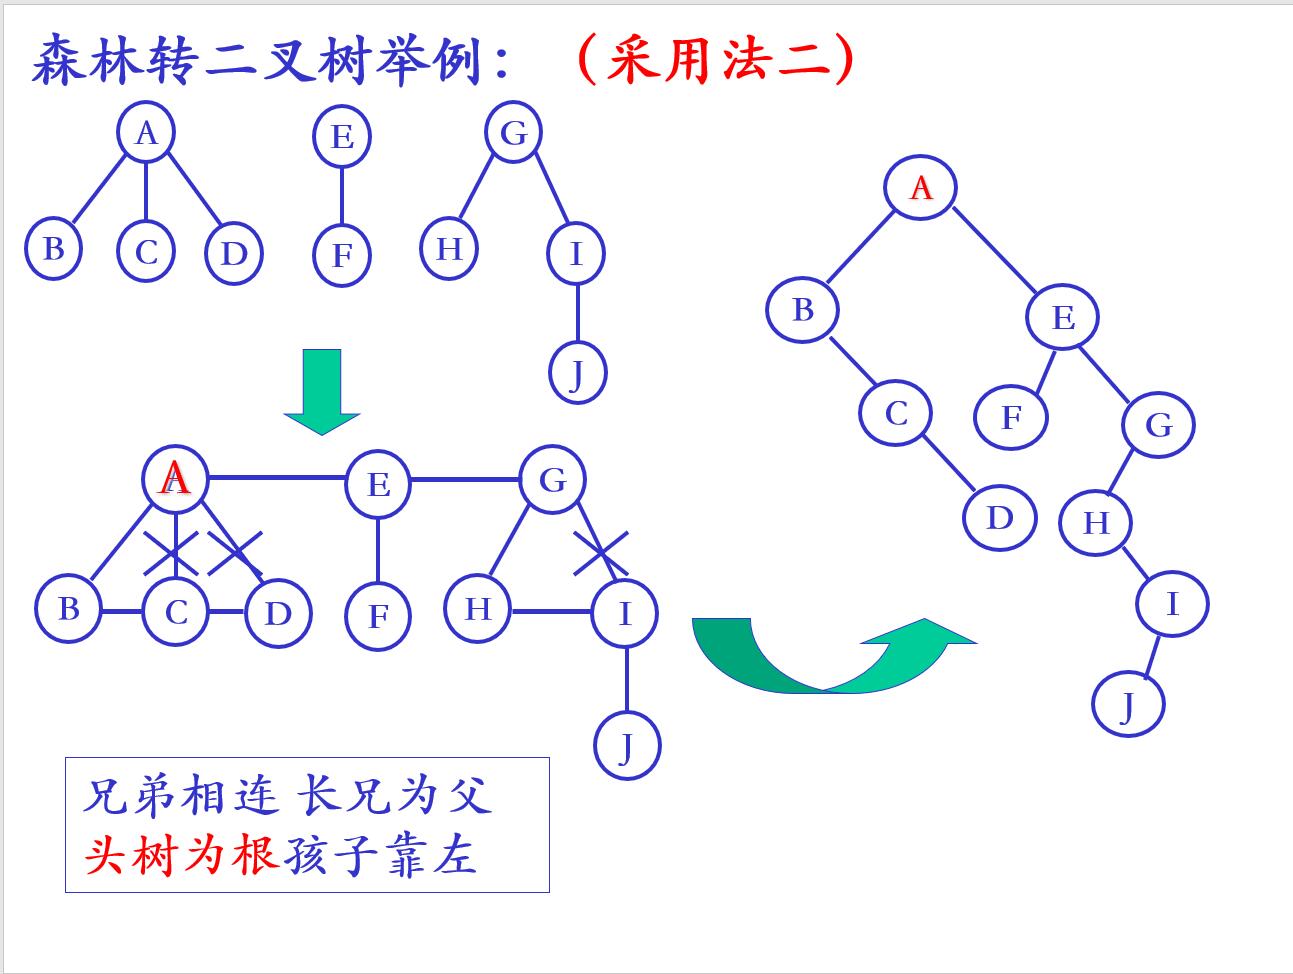 森林转二叉树举例：（采用法二）
A E G
B C D F H I
J
A
B E
C F G
D H
I
J
A E G
B C D F H I
J
兄弟相连 长兄为父
头树为根孩子靠左